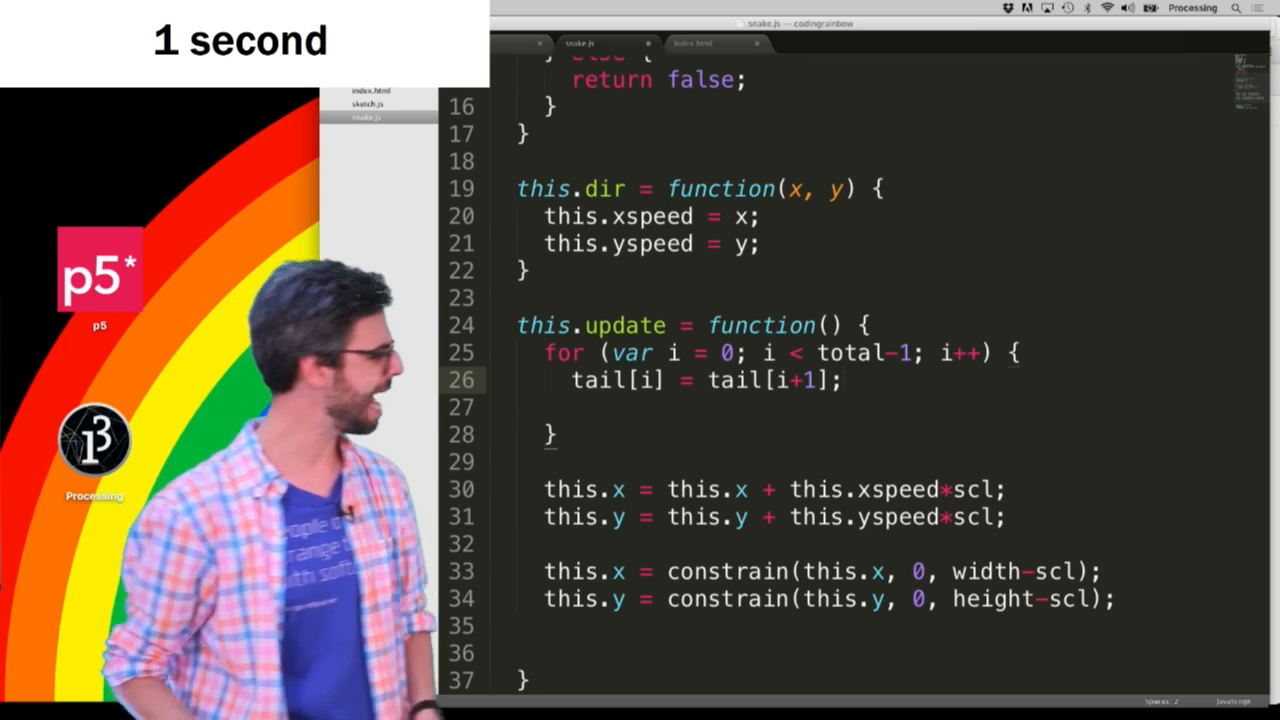 1 second
Processing
snake.js — codingrainbow
snake.js
index.html
index.html
sketch.js
snake.js
} else {
return false;
16 }
17 }
18
19 this.dir = function(x, y) {
20 this.xspeed = x;
21 this.yspeed = y;
22 }
23
24 this.update = function() {
25 for (var i = 0; i < total-1; i++) {
26 tail[i] = tail[i+1];
27
28 }
29
30 this.x = this.x + this.xspeed*scl;
31 this.y = this.y + this.yspeed*scl;
32
33 this.x = constrain(this.x, 0, width-scl);
34 this.y = constrain(this.y, 0, height-scl);
35
36
37 }
p5*
p5
Processing
Spaces: 2
JavaScript